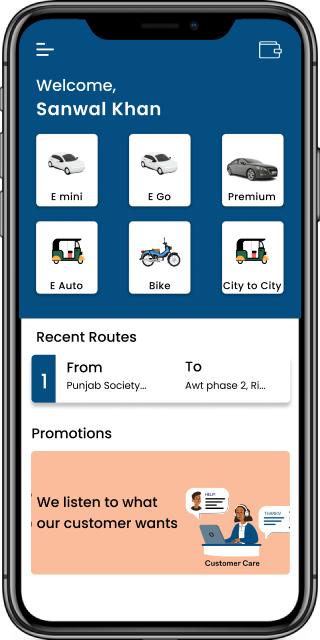 Welcome,
Sanwal Khan
E mini
E Go
Premium
E Auto
Bike
City to City
Recent Routes
1
From
To
Punjab Society...
Awt phase 2, Ri...
Promotions
We listen to what
our customer wants
HELP!
THANKS!
Customer Care